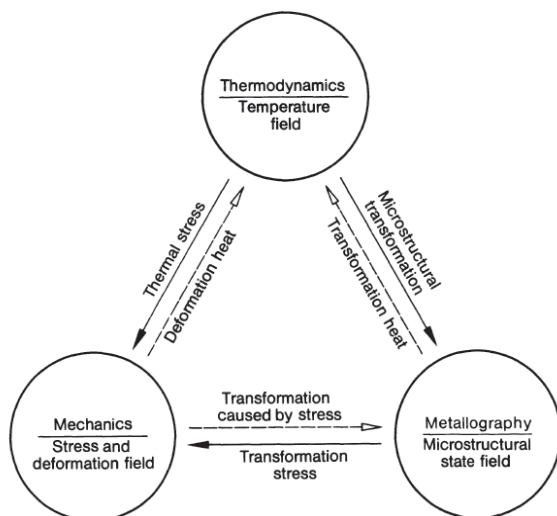 Thermodynamics
Temperature
field
Thermal stress
Deformation heat
Microstructural
transformation
Transformation heat
Mechanics
Stress and
deformation field
Transformation
caused by stress
Transformation
stress
Metallography
Microstructural
state field